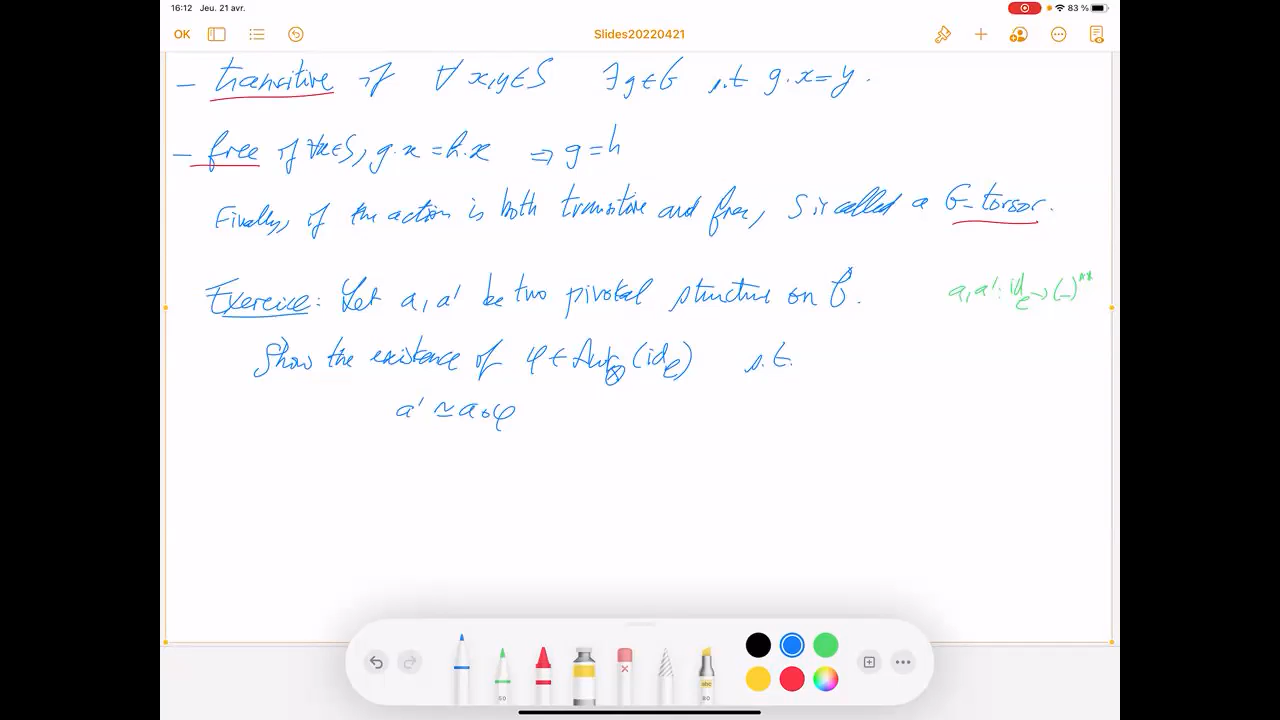 16:12 Jeu. 21 avr. 83 %
OK Slides20220421
- transitive if ∀ x,y∈S ∃ g∈G s.t g.x=y.
- free if ∀x∈S, g.x=h.x ⇒ g=h
Finally, if the action is both transitive and free, S is called a G-torsor.
Exercise: Let a, a' be two pivotal structure on C. a,a': id_C → (_)**
Show the existence of φ∈Aut⊗(id_C) s.t.
a' ≃ a∘φ
50 80